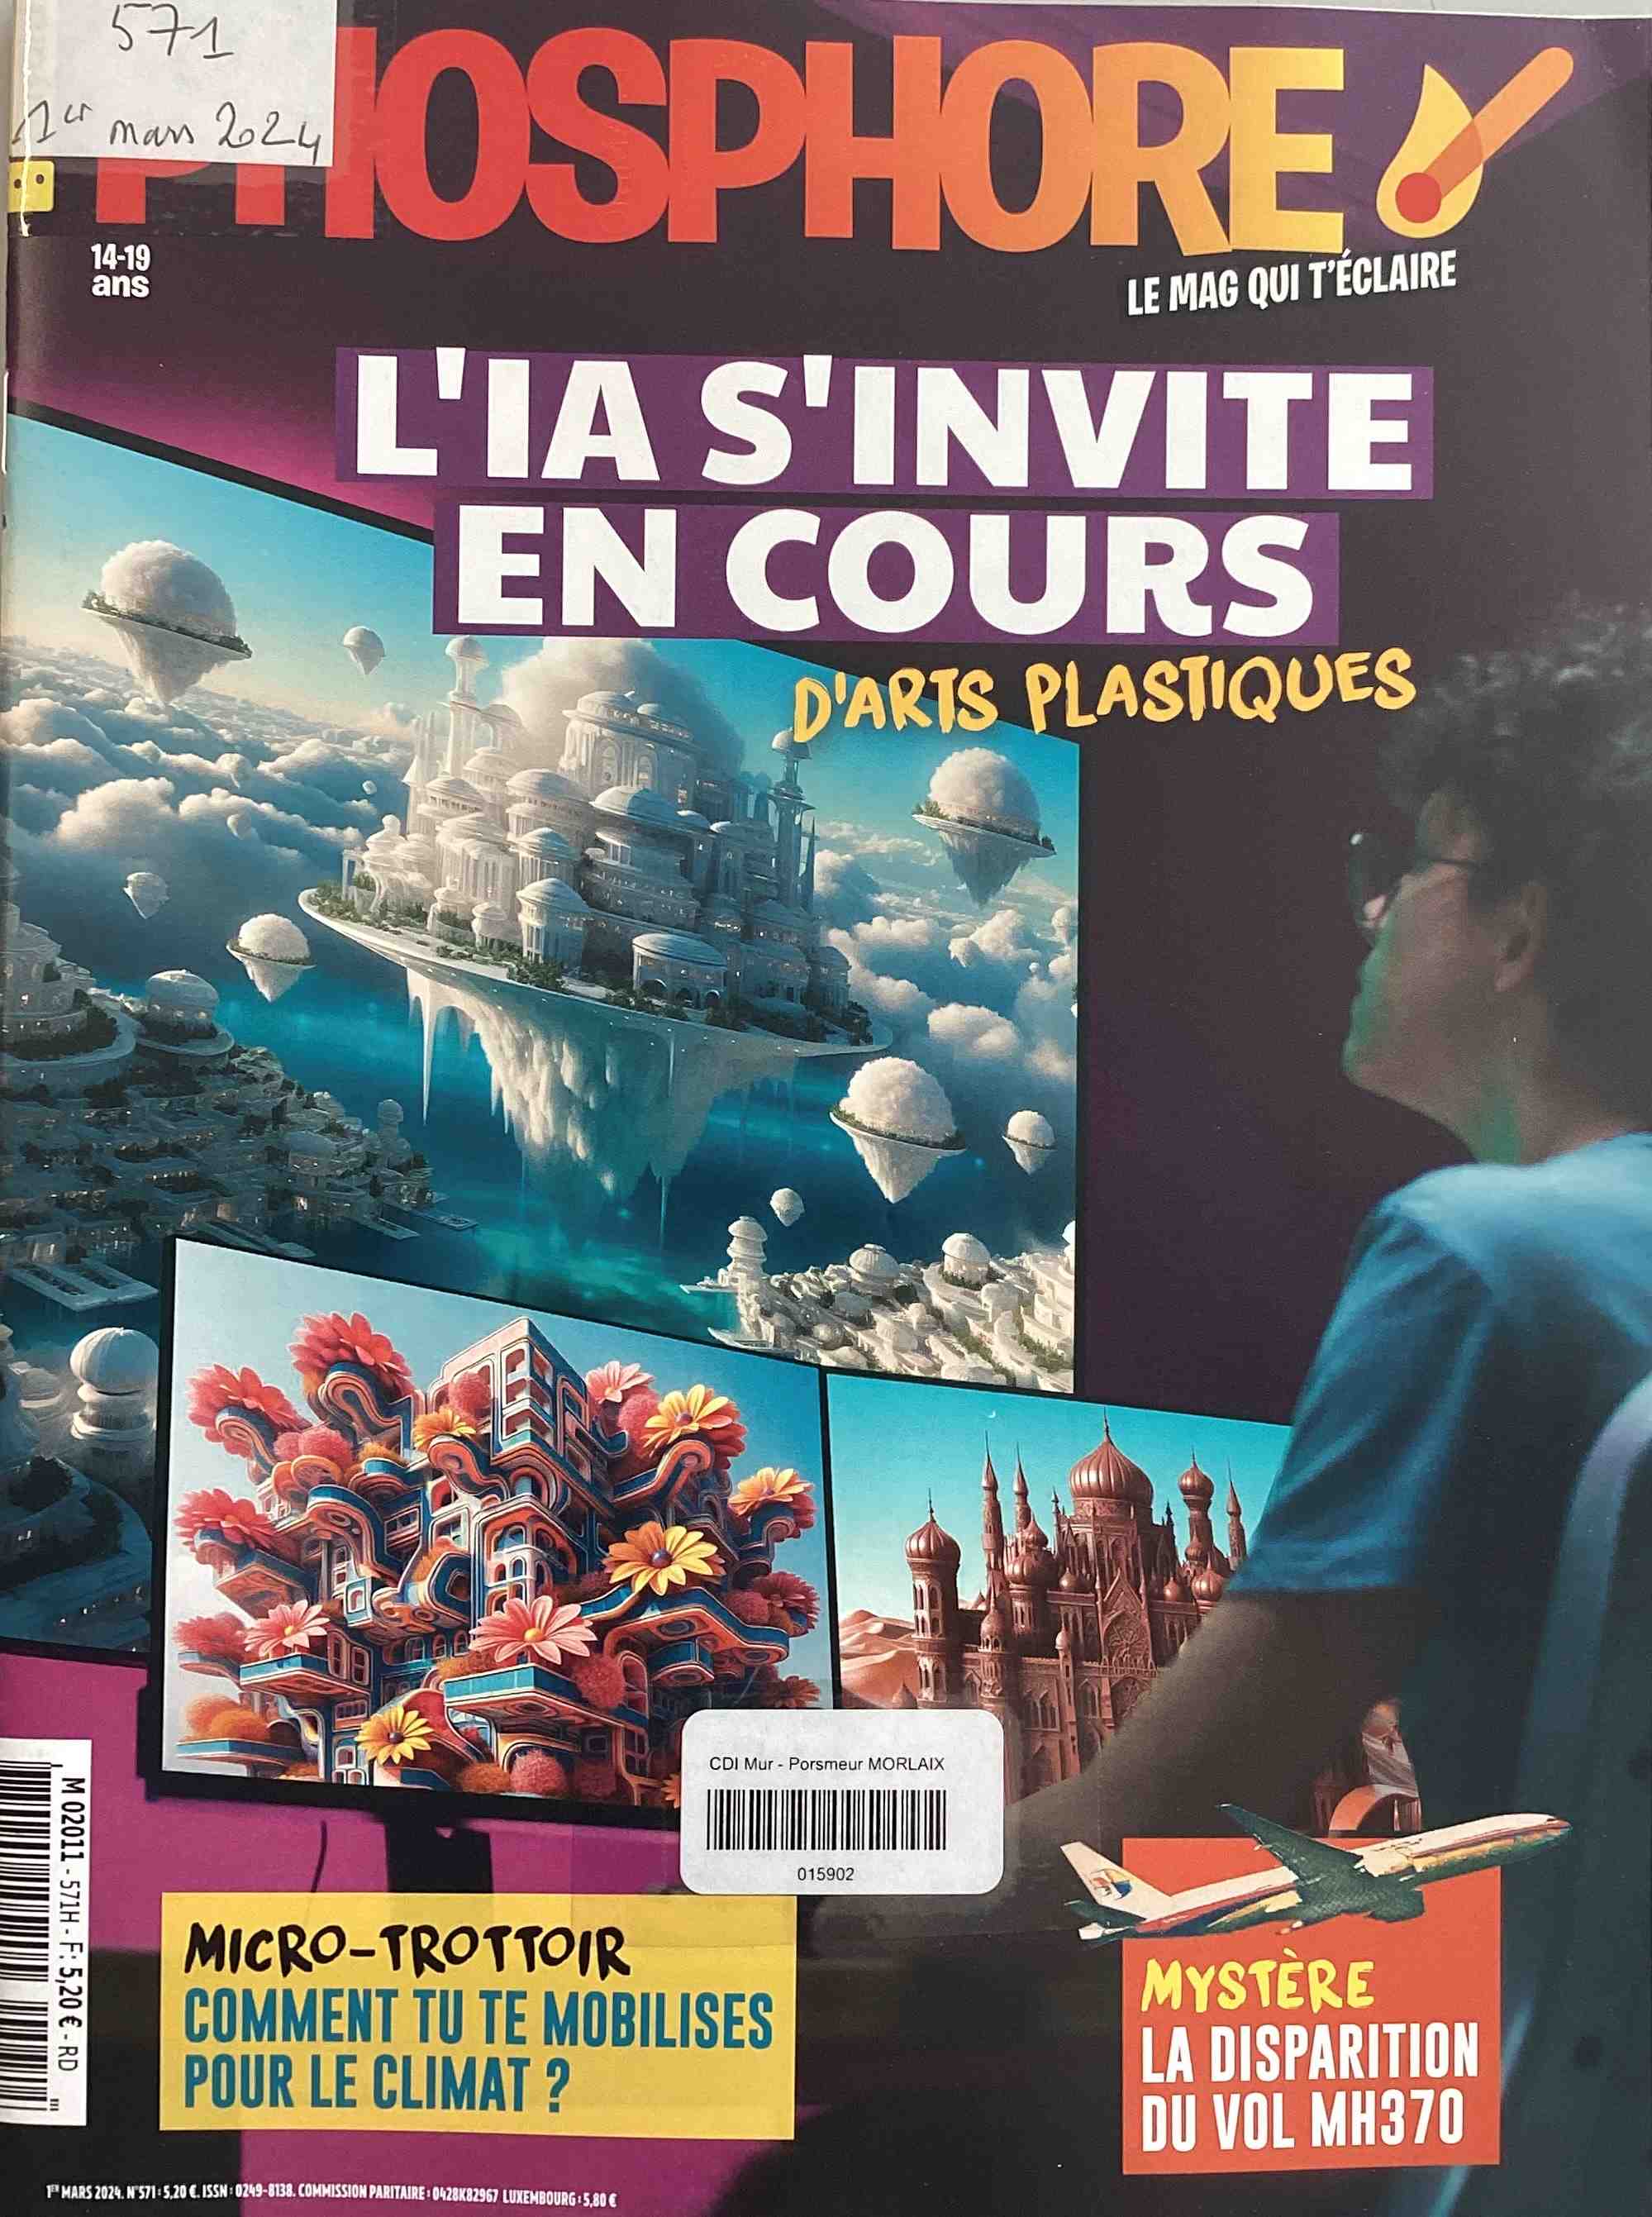 571
1er mars 2024
PHOSPHORE
14-19
ans
LE MAG QUI T'ÉCLAIRE
L'IA S'INVITE
EN COURS
D'ARTS PLASTIQUES
CDI Mur - Porsmeur MORLAIX
015902
M 02011 - 571H - F: 5,20 € - RD
MICRO-TROTTOIR
COMMENT TU TE MOBILISES
POUR LE CLIMAT ?
MYSTÈRE
LA DISPARITION
DU VOL MH370
1ER MARS 2024. N°571 : 5,20 €. ISSN : 0249-8138. COMMISSION PARITAIRE : 0428K82967 LUXEMBOURG : 5,80 €